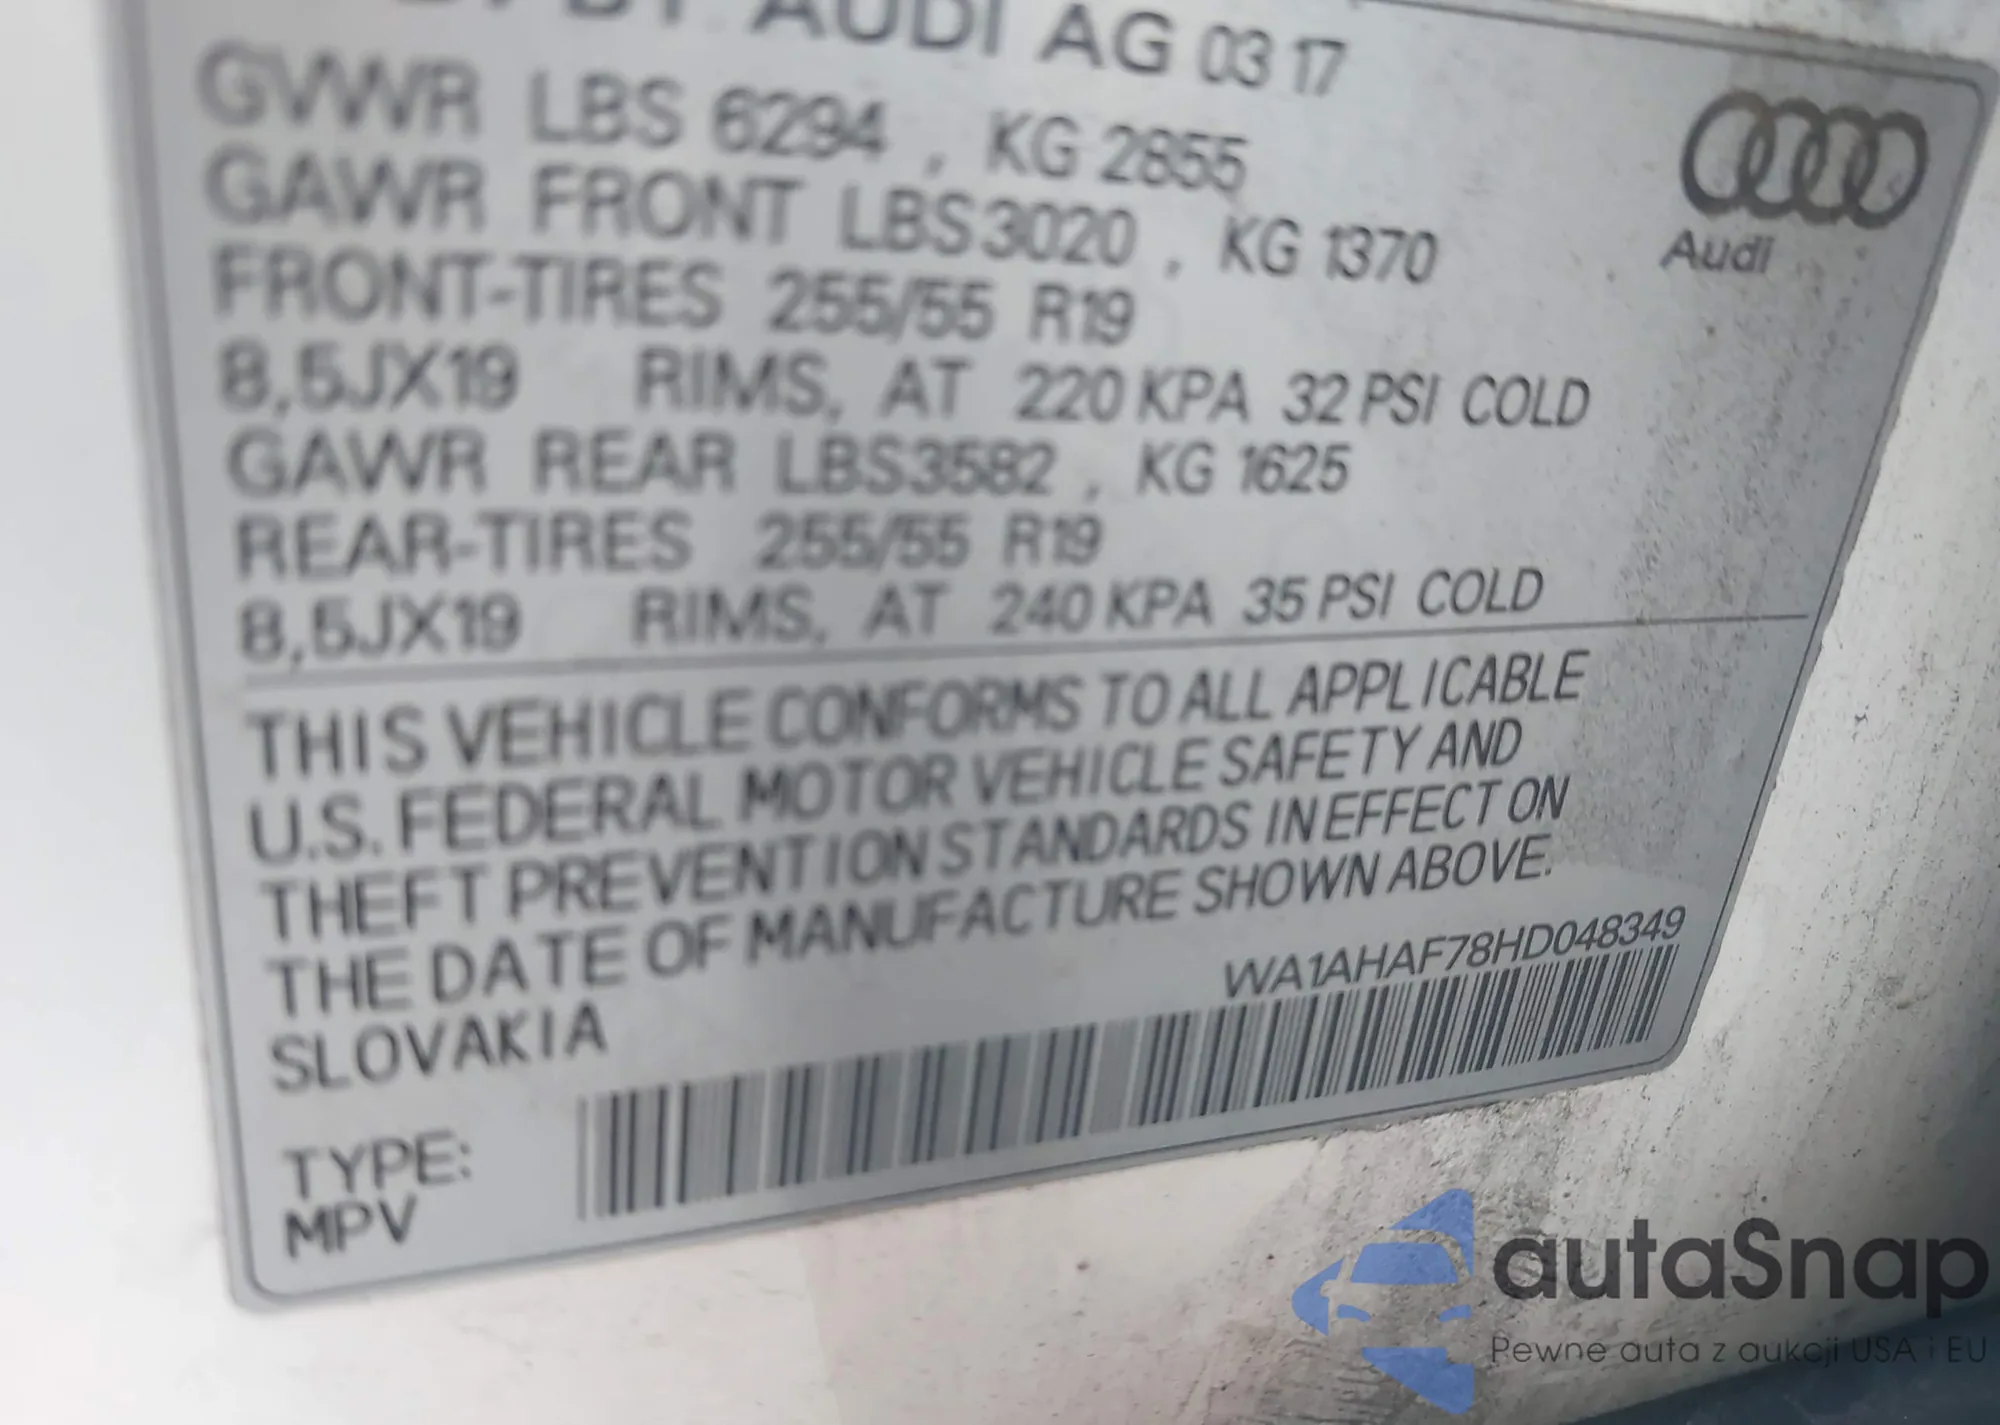 AUDI AG 03 17
GVWR LBS 6294 , KG 2855
GAWR FRONT LBS 3020 , KG 1370
FRONT-TIRES 255/55 R19
8,5JX19 RIMS, AT 220 KPA 32 PSI COLD
GAWR REAR LBS 3582 , KG 1625
REAR-TIRES 255/55 R19
8,5JX19 RIMS, AT 240 KPA 35 PSI COLD
Audi
THIS VEHICLE CONFORMS TO ALL APPLICABLE
U.S. FEDERAL MOTOR VEHICLE SAFETY AND
THEFT PREVENTION STANDARDS IN EFFECT ON
THE DATE OF MANUFACTURE SHOWN ABOVE.
WA1AHAF78HD048349
SLOVAKIA
TYPE:
MPV
autaSnap
Pewne auta z aukcji USA i EU